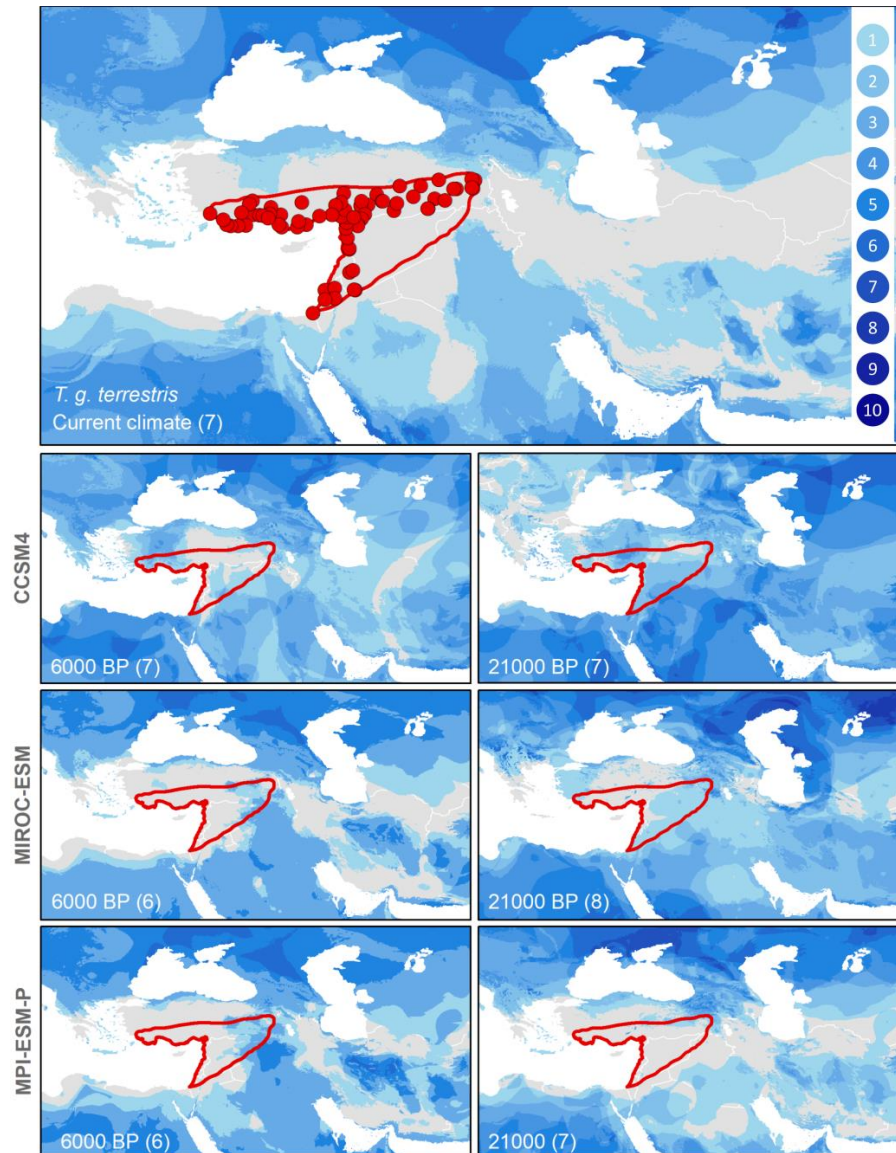 1
2
3
4
5
6
7
8
9
10
T. g. terrestris
Current climate (7)
CCSM4
6000 BP (7)
21000 BP (7)
MIROC-ESM
6000 BP (6)
21000 BP (8)
MPI-ESM-P
6000 BP (6)
21000 (7)